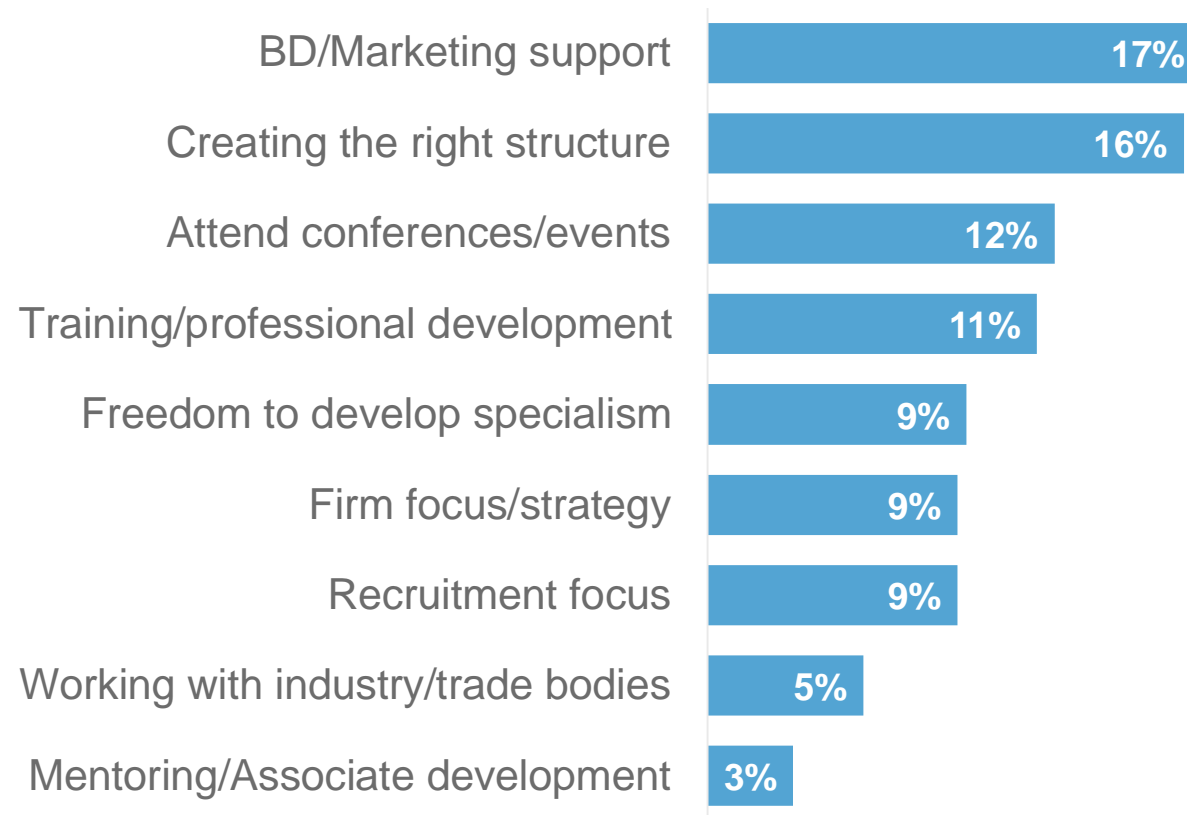 BD/Marketing support 17%
Creating the right structure 16%
Attend conferences/events 12%
Training/professional development 11%
Freedom to develop specialism 9%
Firm focus/strategy 9%
Recruitment focus 9%
Working with industry/trade bodies 5%
Mentoring/Associate development 3%